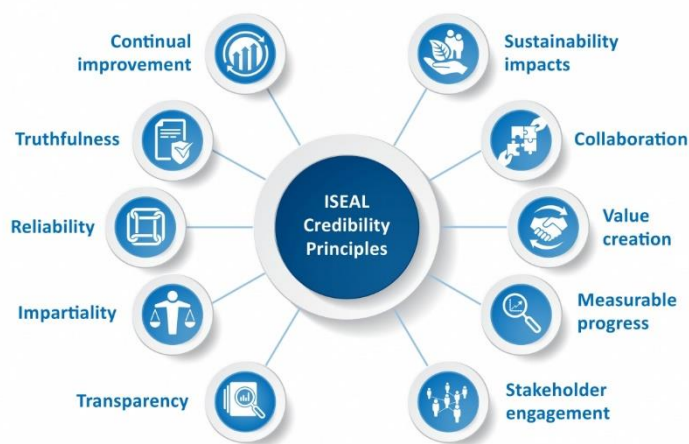 Continual
improvement
Sustainability
impacts
Truthfulness
Collaboration
ISEAL
Credibility
Principles
Reliability
Value
creation
Impartiality
Measurable
progress
Transparency
Stakeholder
engagement